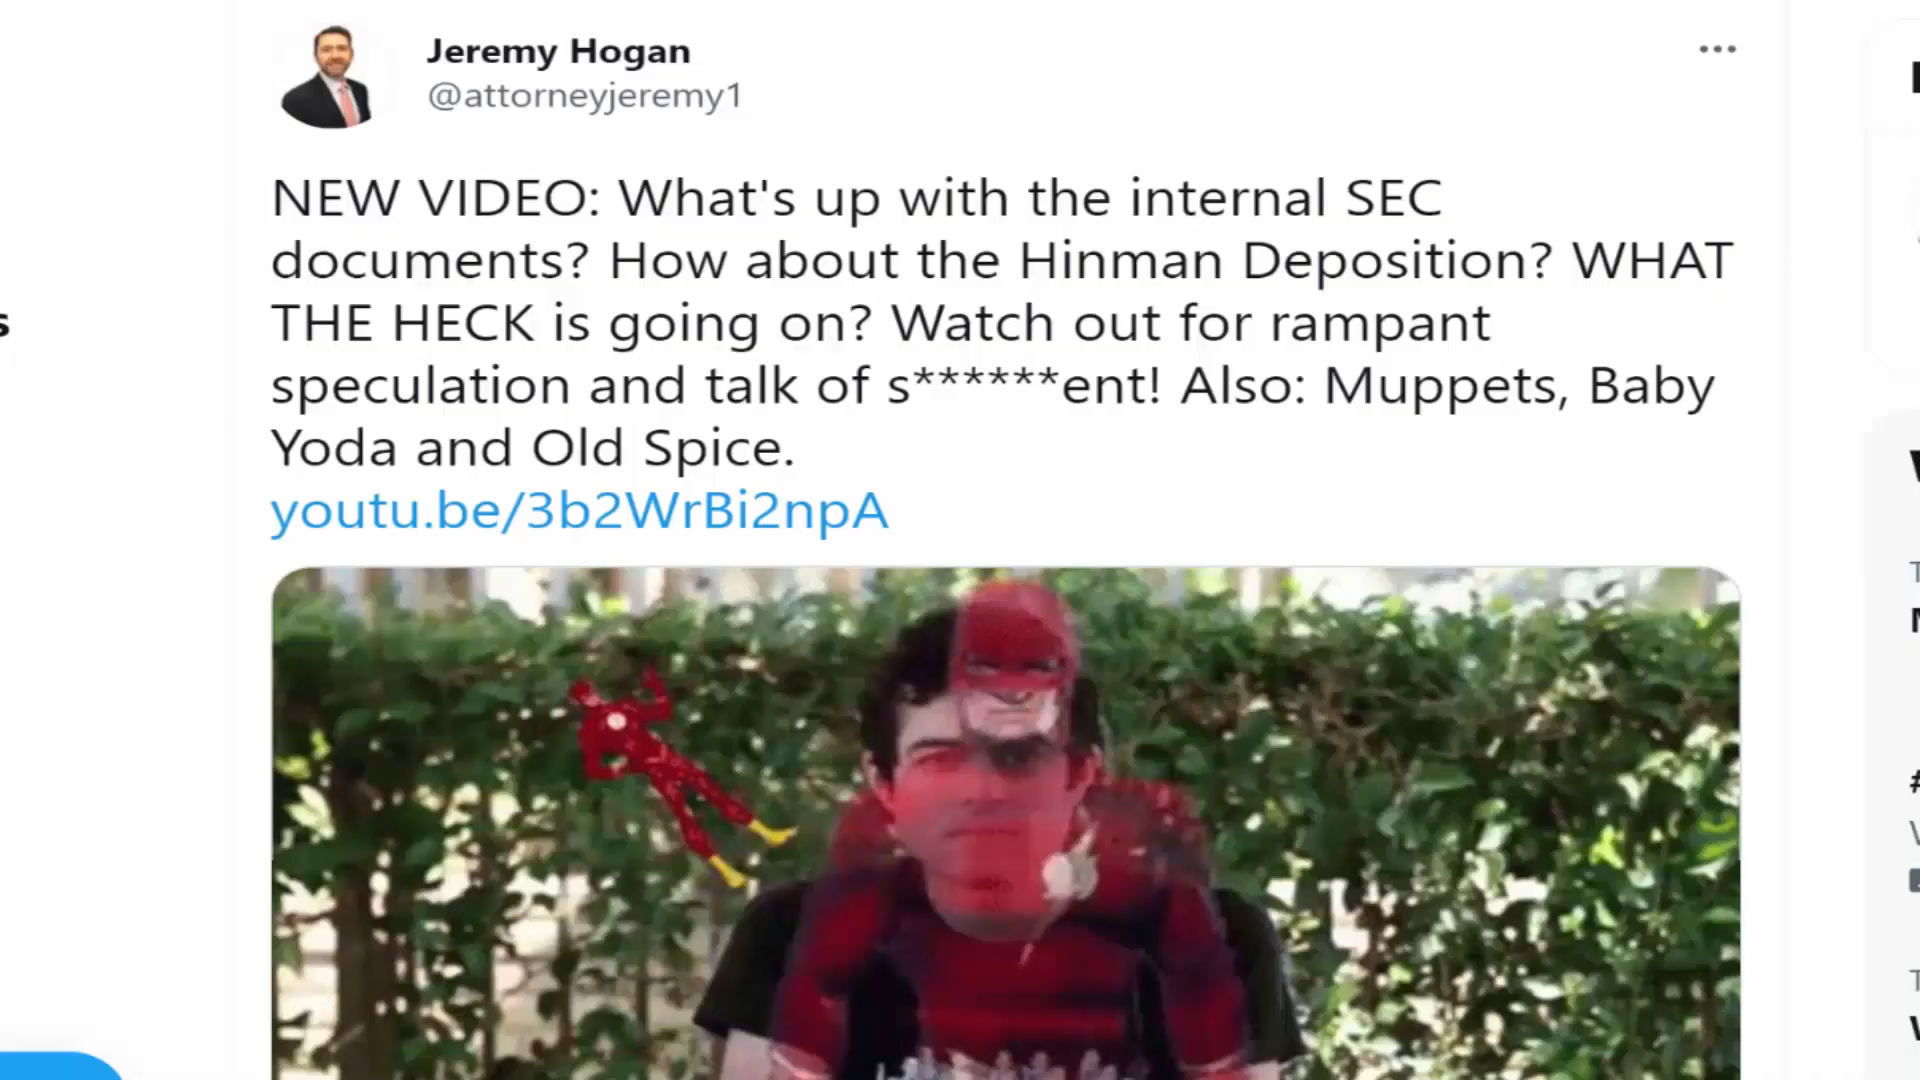 Jeremy Hogan
@attorneyjeremy1
NEW VIDEO: What's up with the internal SEC
documents? How about the Hinman Deposition? WHAT
THE HECK is going on? Watch out for rampant
speculation and talk of s******ent! Also: Muppets, Baby
Yoda and Old Spice.
youtu.be/3b2WrBi2npA